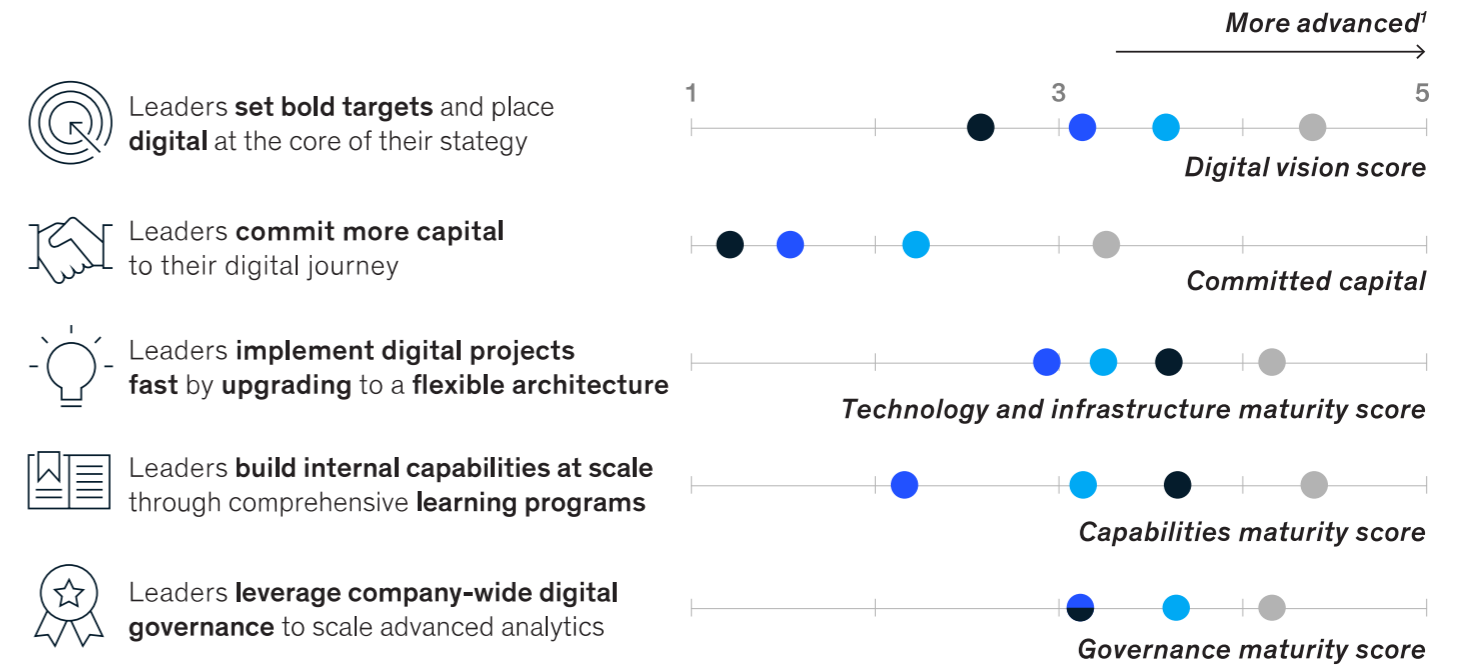 More advanced1
1 3 5
Leaders set bold targets and place
digital at the core of their stategy
Digital vision score
Leaders commit more capital
to their digital journey
Committed capital
Leaders implement digital projects
fast by upgrading to a flexible architecture
Technology and infrastructure maturity score
Leaders build internal capabilities at scale
through comprehensive learning programs
Capabilities maturity score
Leaders leverage company-wide digital
governance to scale advanced analytics
Governance maturity score